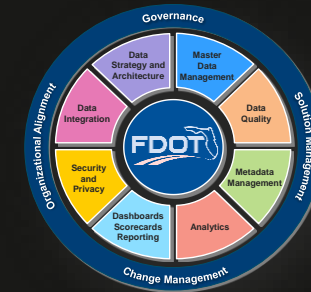 Governance
Data
Strategy and
Architecture
Master
Data
Management
Data
Integration
Data
Quality
Organizational Alignment
Solution Management
FDOT
Security
and
Privacy
Metadata
Management
Dashboards
Scorecards
Reporting
Analytics
Change Management